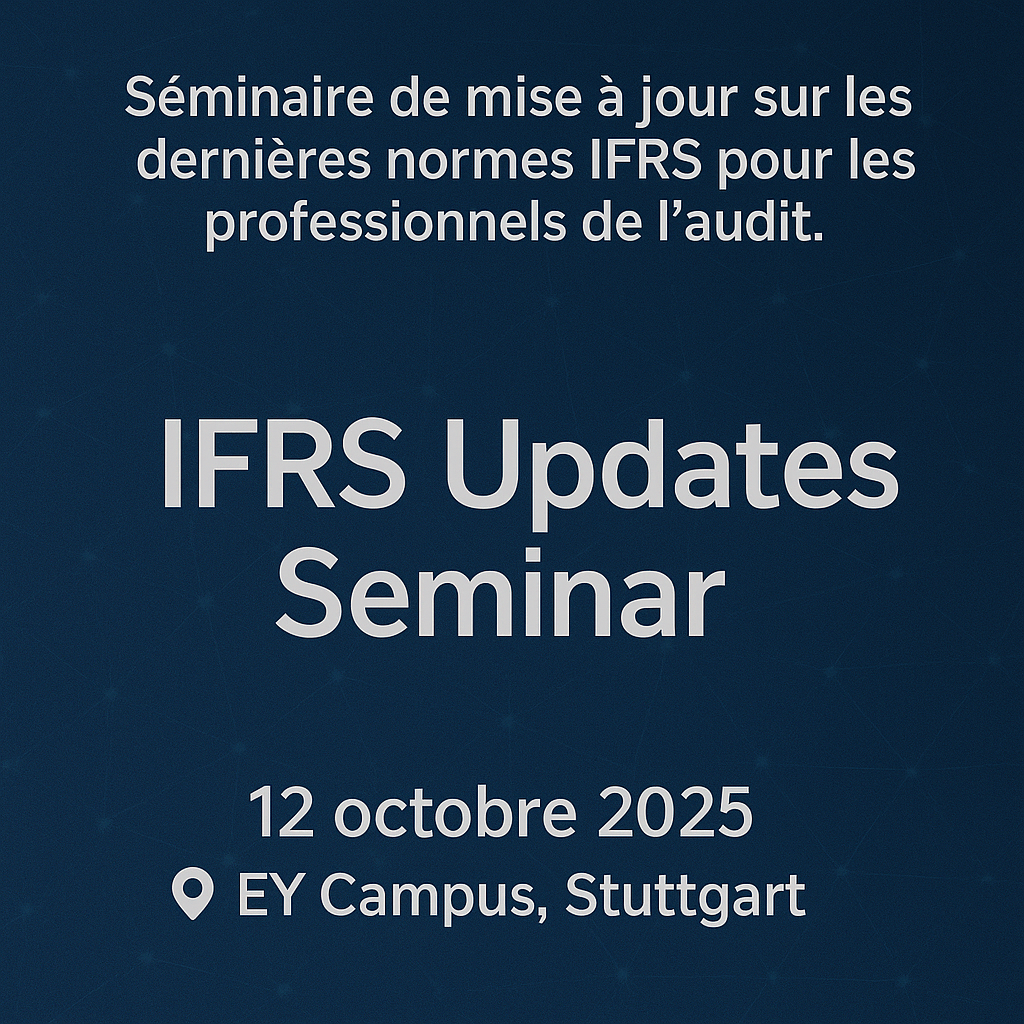 Séminaire de mise à jour sur les
dernières normes IFRS pour les
professionnels de l’audit.
IFRS Updates
Seminar
12 octobre 2025
EY Campus, Stuttgart